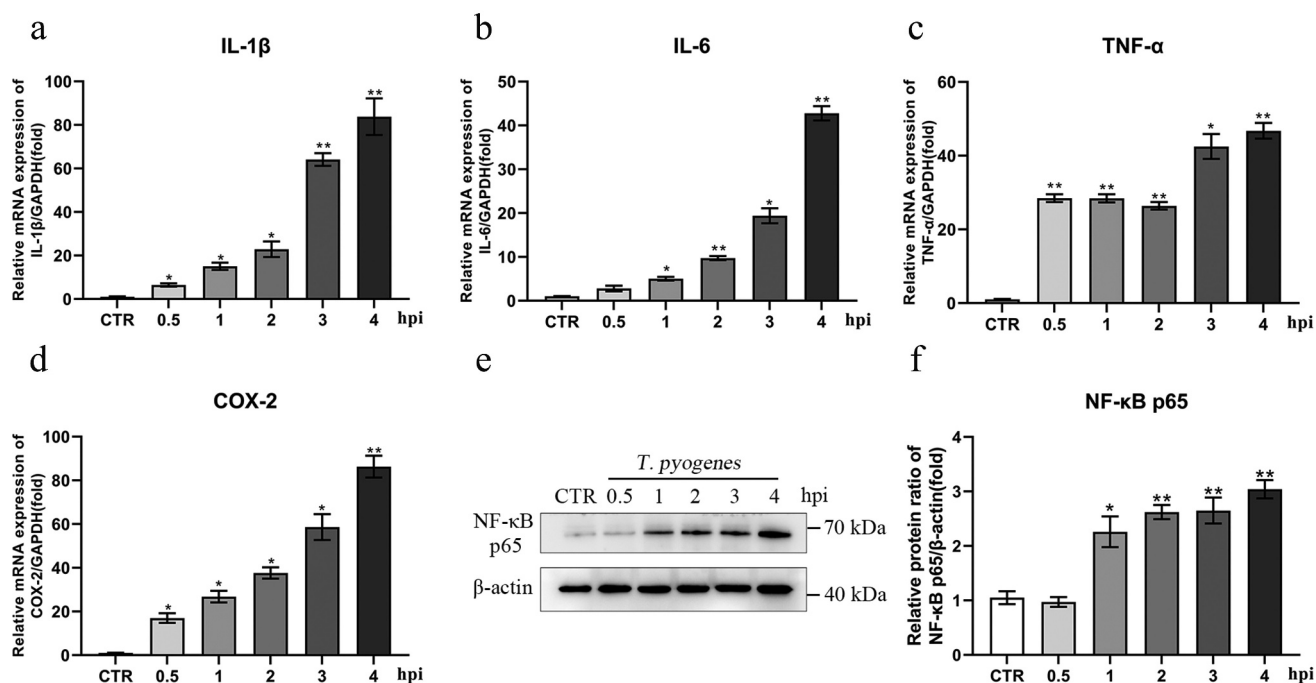 a
IL-1β
Relative mRNA expression of
IL-1β/GAPDH(fold)
100
80
60
40
20
0
*
*
*
**
**
CTR 0.5 1 2 3 4 hpi
b
IL-6
Relative mRNA expression of
IL-6/GAPDH(fold)
50
40
30
20
10
0
*
**
*
**
CTR 0.5 1 2 3 4 hpi
c
TNF-α
Relative mRNA expression of
TNF-α/GAPDH(fold)
60
40
20
0
**
**
**
*
**
CTR 0.5 1 2 3 4 hpi
d
COX-2
Relative mRNA expression of
COX-2/GAPDH(fold)
100
80
60
40
20
0
*
*
*
*
**
CTR 0.5 1 2 3 4 hpi
e
T. pyogenes
CTR 0.5 1 2 3 4 hpi
NF-κB
p65
70 kDa
β-actin
40 kDa
f
NF-κB p65
Relative protein ratio of
NF-κB p65/β-actin(fold)
4
3
2
1
0
*
**
**
**
CTR 0.5 1 2 3 4 hpi